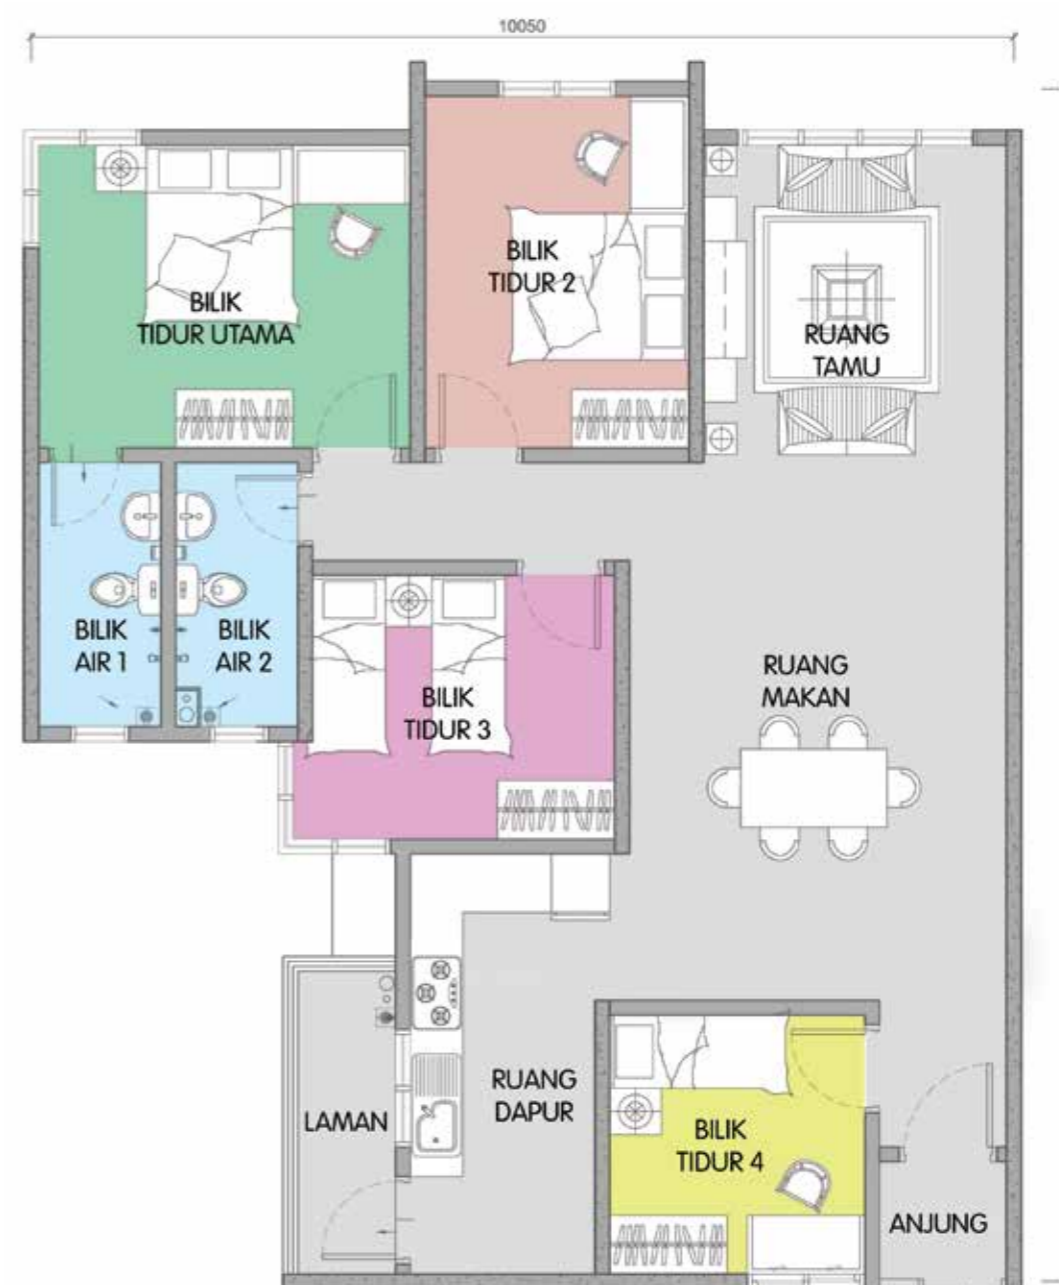 10050
BILIK
TIDUR UTAMA
BILIK
TIDUR 2
RUANG
TAMU
BILIK
AIR 1
BILIK
AIR 2
BILIK
TIDUR 3
RUANG
MAKAN
LAMAN
RUANG
DAPUR
BILIK
TIDUR 4
ANJUNG